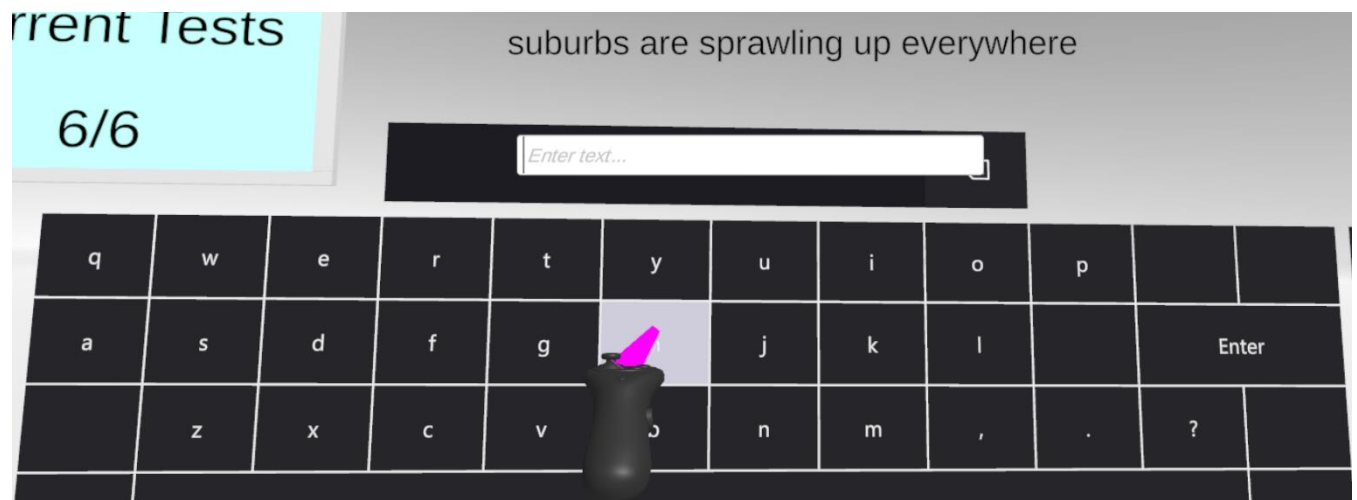 rrent Tests
6/6
suburbs are sprawling up everywhere
Enter text...
q w e r t y u i o p
a s d f g j k l Enter
z x c v b n m , . ?